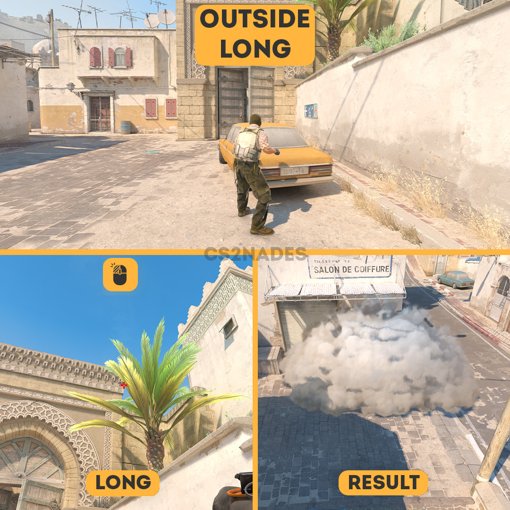 OUTSIDE
LONG
CS2NADES
SALON DE COIFFURE
LONG
RESULT